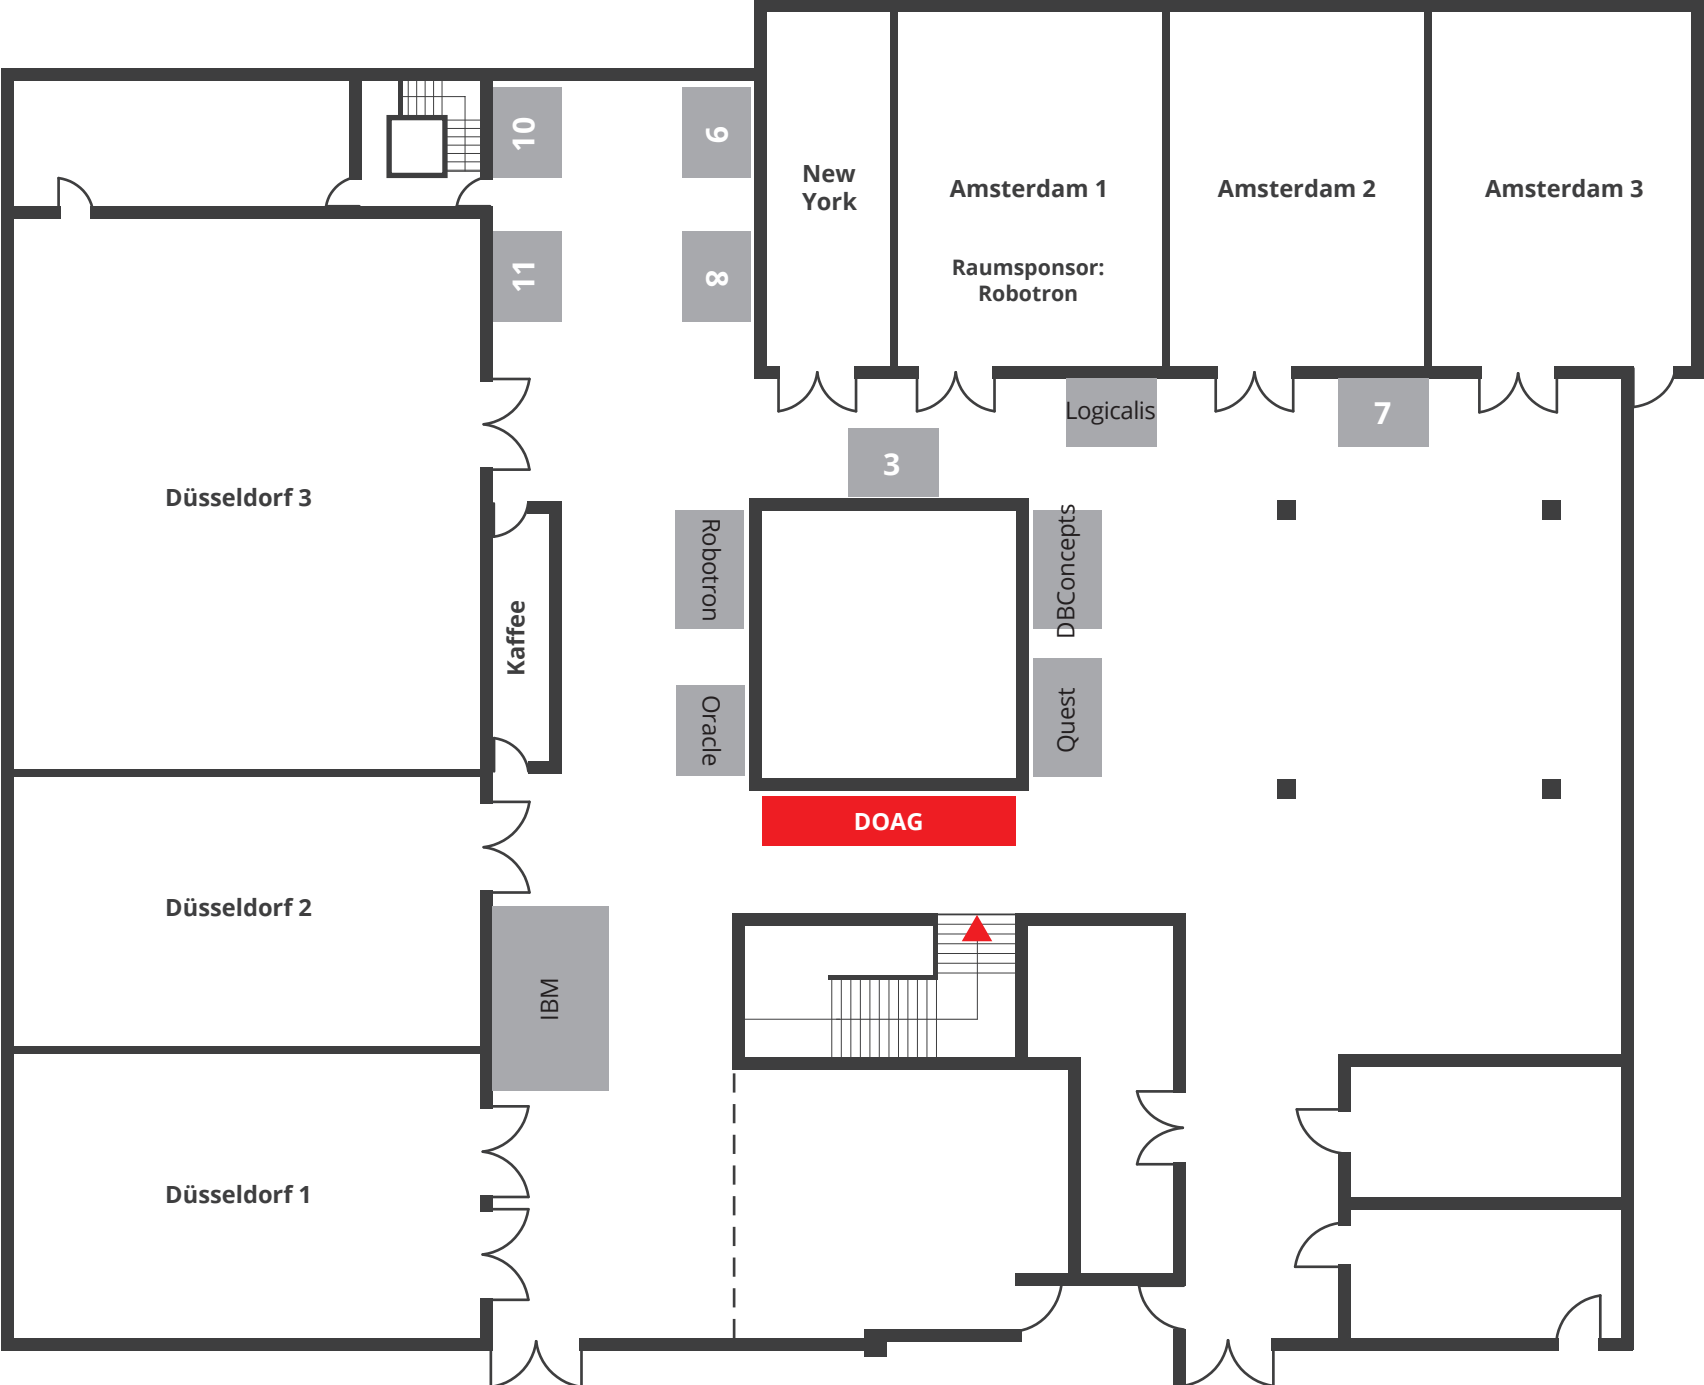 10
9
New
York
Amsterdam 1
Amsterdam 2
Amsterdam 3
11
8
Raumsponsor:
Robotron
Logicalis
7
3
Düsseldorf 3
Kaffee
Robotron
DBConcepts
Oracle
Quest
DOAG
Düsseldorf 2
IBM
Düsseldorf 1